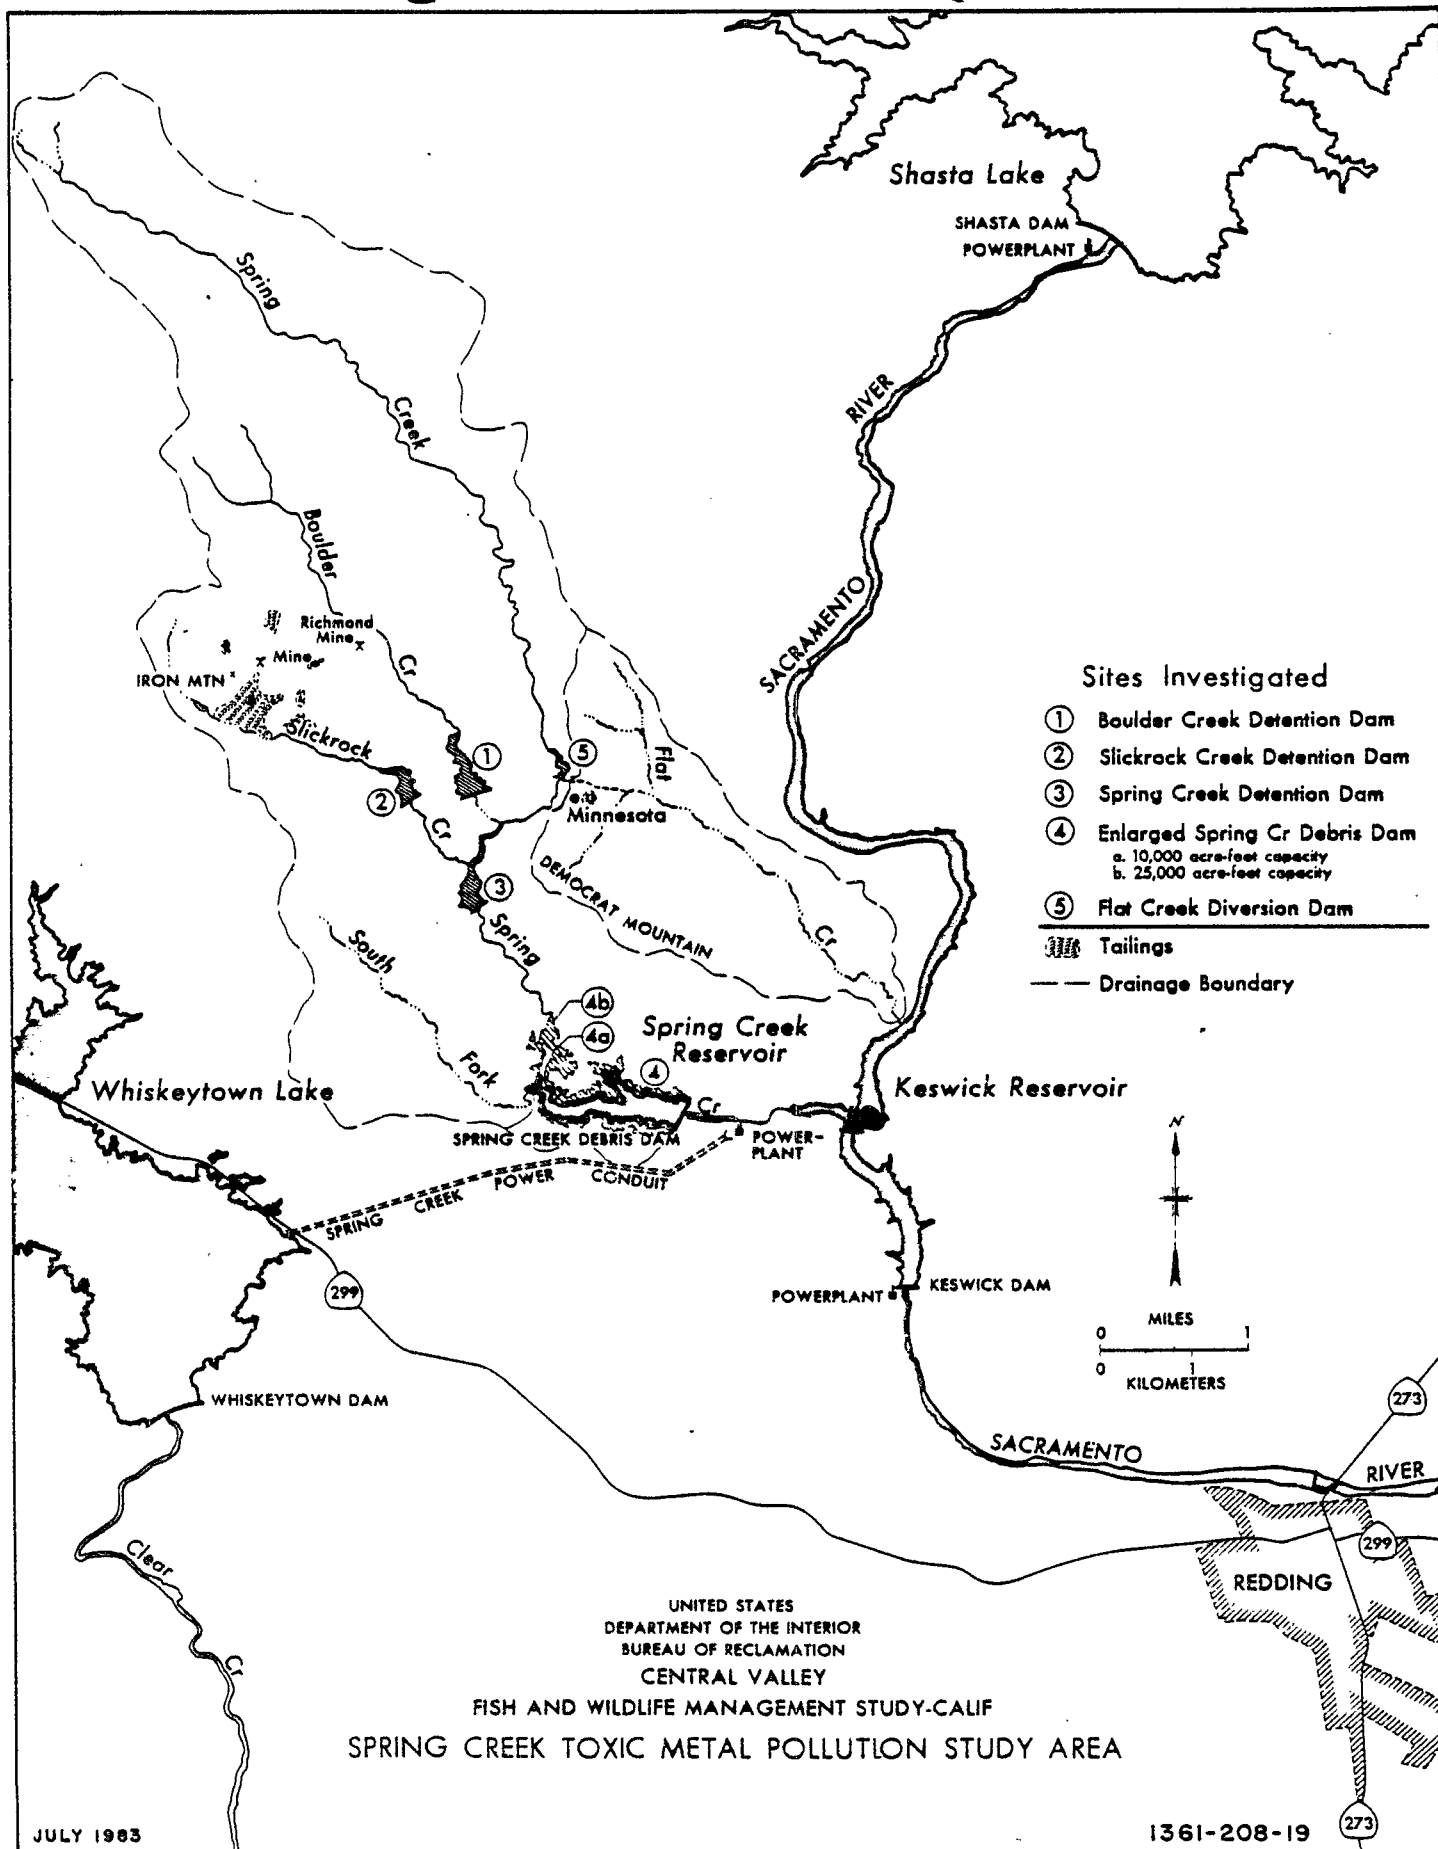 Shasta Lake
SHASTA DAM
POWERPLANT
Spring
Creek
RIVER
SACRAMENTO
Boulder
Cr
Richmond
Mine
Mine
IRON MTN
Slickrock
Cr
1
2
5
Flat
Cr
Minnesota
DEMOCRAT MOUNTAIN
3
Spring
South
Fork
4b
4a
4
Spring Creek
Reservoir
Cr
Whiskeytown Lake
Keswick Reservoir
SPRING CREEK DEBRIS DAM
POWER-
PLANT
SPRING CREEK POWER CONDUIT
299
POWERPLANT
KESWICK DAM
WHISKEYTOWN DAM
Clear
Cr
SACRAMENTO
RIVER
273
299
REDDING
273
Sites Investigated
1 Boulder Creek Detention Dam
2 Slickrock Creek Detention Dam
3 Spring Creek Detention Dam
4 Enlarged Spring Cr Debris Dam
a. 10,000 acre-feet capacity
b. 25,000 acre-feet capacity
5 Flat Creek Diversion Dam
Tailings
Drainage Boundary
N
MILES
0 1
0 1
KILOMETERS
UNITED STATES
DEPARTMENT OF THE INTERIOR
BUREAU OF RECLAMATION
CENTRAL VALLEY
FISH AND WILDLIFE MANAGEMENT STUDY-CALIF
SPRING CREEK TOXIC METAL POLLUTION STUDY AREA
JULY 1983
1361-208-19